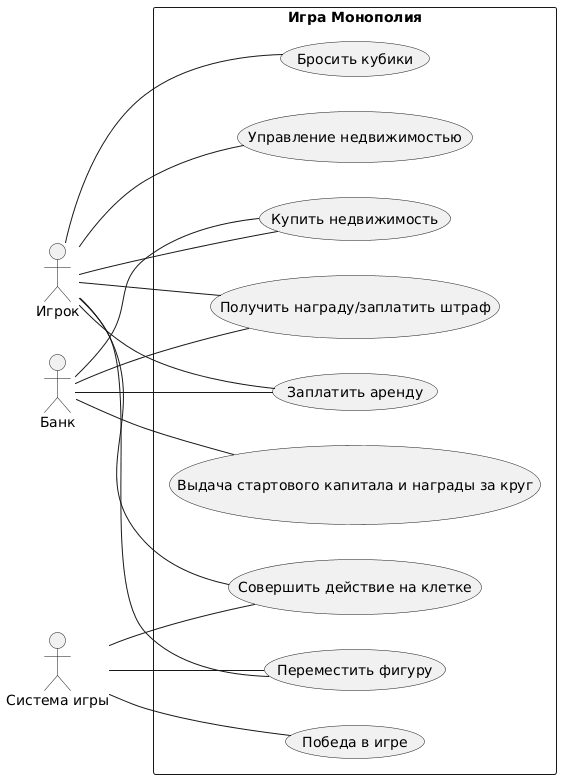 Игра Монополия
Бросить кубики
Управление недвижимостью
Купить недвижимость
Игрок
Получить награду/заплатить штраф
Банк
Заплатить аренду
Выдача стартового капитала и награды за круг
Совершить действие на клетке
Система игры
Переместить фигуру
Победа в игре